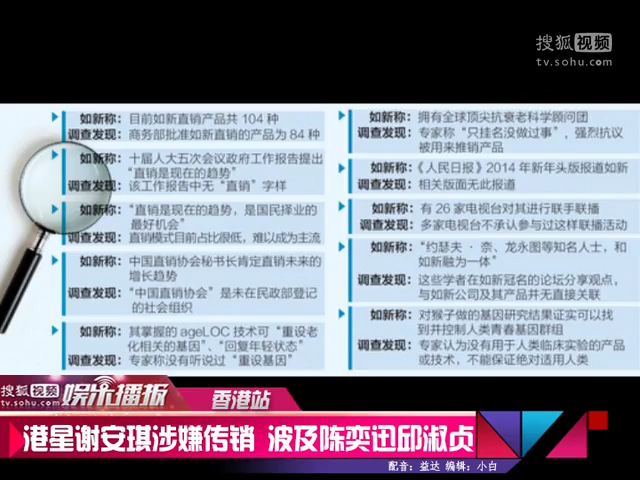 搜狐视频
tv.sohu.com
如新称：目前如新直销产品共 104 种
调查发现：商务部批准如新直销的产品为 84 种
如新称：十届人大五次会议政府工作报告提出
“直销是现在的趋势”
调查发现：该工作报告中无“直销”字样
如新称：“直销是现在的趋势，是国民择业的
最好机会”
调查发现：直销模式目前占比很低，难以成为主流
如新称：中国直销协会秘书长肯定直销未来的
增长趋势
调查发现：“中国直销协会”是未在民政部登记
的社会组织
如新称：其掌握的 ageLOC 技术可“重设老
化相关的基因”、“回复年轻状态”
调查发现：专家称没有听说过“重设基因”
如新称：拥有全球顶尖抗衰老科学顾问团
调查发现：专家称“只挂名没做过事”，强烈抗议
被用来推销产品
如新称：《人民日报》2014 年新年头版报道如新
调查发现：相关版面无此报道
如新称：有 26 家电视台对其进行联手联播
调查发现：多家电视台不承认参与过这样联播活动
如新称：“约瑟夫·奈、龙永图等知名人士，和
如新融为一体”
调查发现：这些学者在如新冠名的论坛分享观点，
与如新公司及其产品并无直接关联
如新称：对猴子做的基因研究结果证实可以找
到并控制人类青春基因群组
调查发现：专家认为没有用于人类临床实验的产品
或技术，不能保证绝对适用人类
搜狐视频
tv.sohu.com
娱乐播报
香港站
港星谢安琪涉嫌传销 波及陈奕迅邱淑贞
配音：益达 编辑：小白